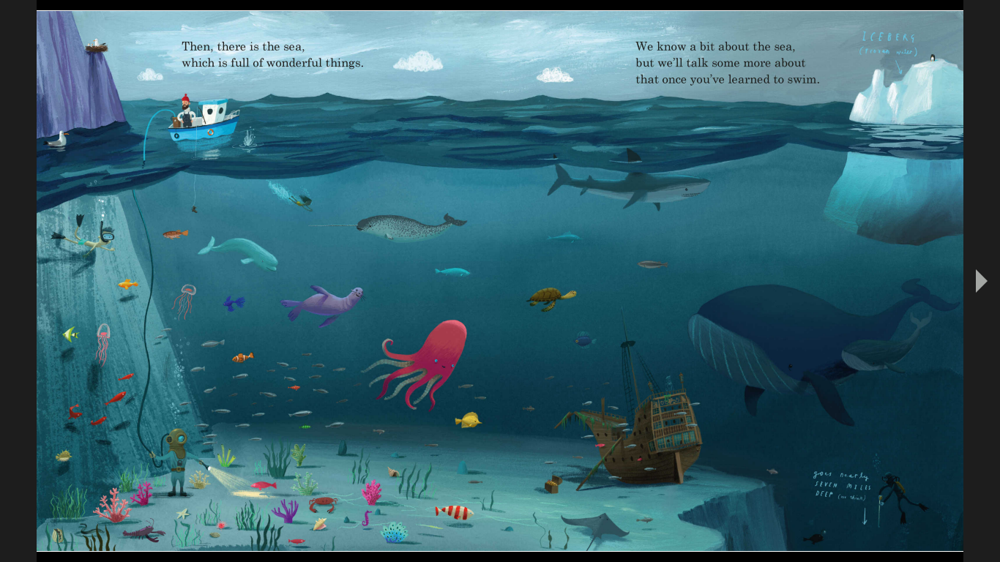 Then, there is the sea,
which is full of wonderful things.
We know a bit about the sea,
but we’ll talk some more about
that once you’ve learned to swim.
ICEBERG
(frozen water)
goes nearly
SEVEN MILES
DEEP (we think)